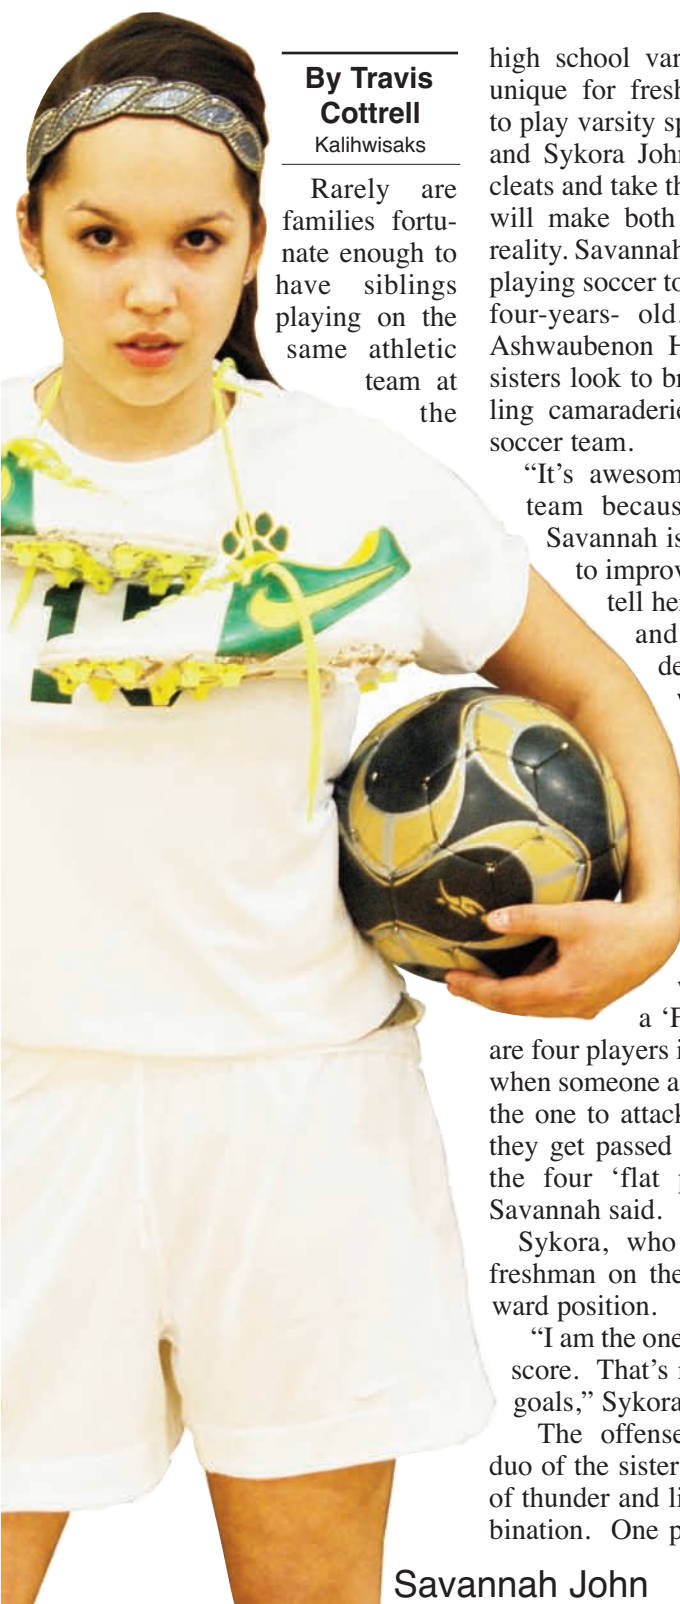 By Travis
Cottrell
Kalihwisaks
Rarely are
families fortu-
nate enough to
have siblings
playing on the
same athletic
team at
the
high school var
unique for fresh
to play varsity sp
and Sykora John
cleats and take th
will make both
reality. Savannah
playing soccer to
four-years- old.
Ashwaubenon H
sisters look to br
ling camaraderie
soccer team.
“It’s awesom
team becaus
Savannah is
to improv
tell her
and
de
v
a ‘F
are four players i
when someone a
the one to attack
they get passed
the four ‘flat p
Savannah said.
Sykora, who
freshman on the
ward position.
“I am the one
score. That’s
goals,” Sykora
The offense
duo of the sister
of thunder and li
bination. One p
Savannah John